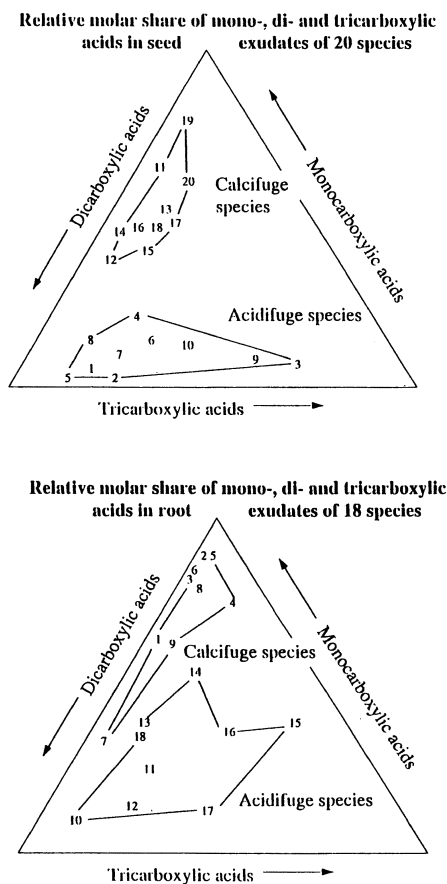 Relative molar share of mono-, di- and tricarboxylic
acids in seed exudates of 20 species
Dicarboxylic acids
Monocarboxylic acids
19
11
20
Calcifuge
species
13
14 16 18 17
15
12
4
Acidifuge species
8
6 10
7
9
3
1
5 2
Tricarboxylic acids
Relative molar share of mono-, di- and tricarboxylic
acids in root exudates of 18 species
Dicarboxylic acids
Monocarboxylic acids
2 5
6
3
8
4
1
9
Calcifuge species
14
7
13
18
16
15
11
Acidifuge species
12
17
10
Tricarboxylic acids